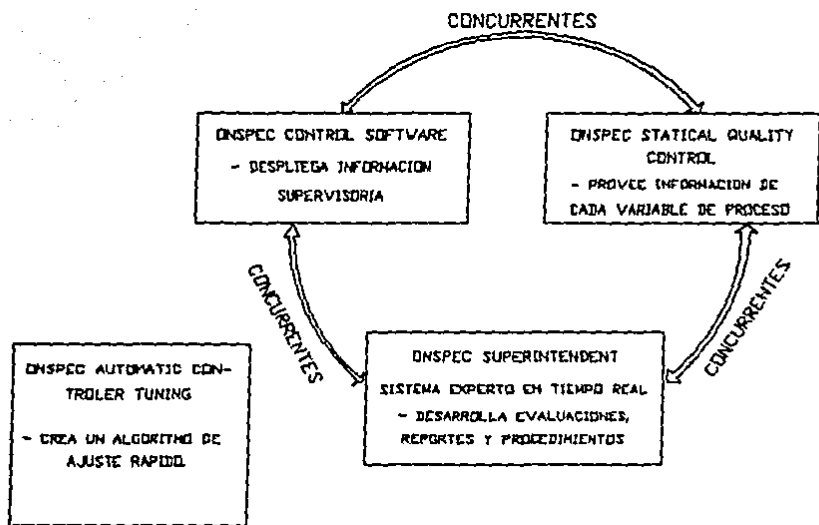 CONCURRENTES
ONSPEC CONTROL SOFTWARE
- DESPLIEGA INFORMACION
SUPERVISORIA
ONSPEC STATICAL QUALITY
CONTROL
- PROVEE INFORMACION DE
CADA VARIABLE DE PROCESO
CONCURRENTES
CONCURRENTES
ONSPEC SUPERINTENDENT
SISTEMA EXPERTO EN TIEMPO REAL
- DESARROLLA EVALUACIONES,
REPORTES Y PROCEDIMIENTOS
ONSPEC AUTOMATIC CON-
TROLER TUNING
- CREA UN ALGORITMO DE
AJUSTE RAPIDO.